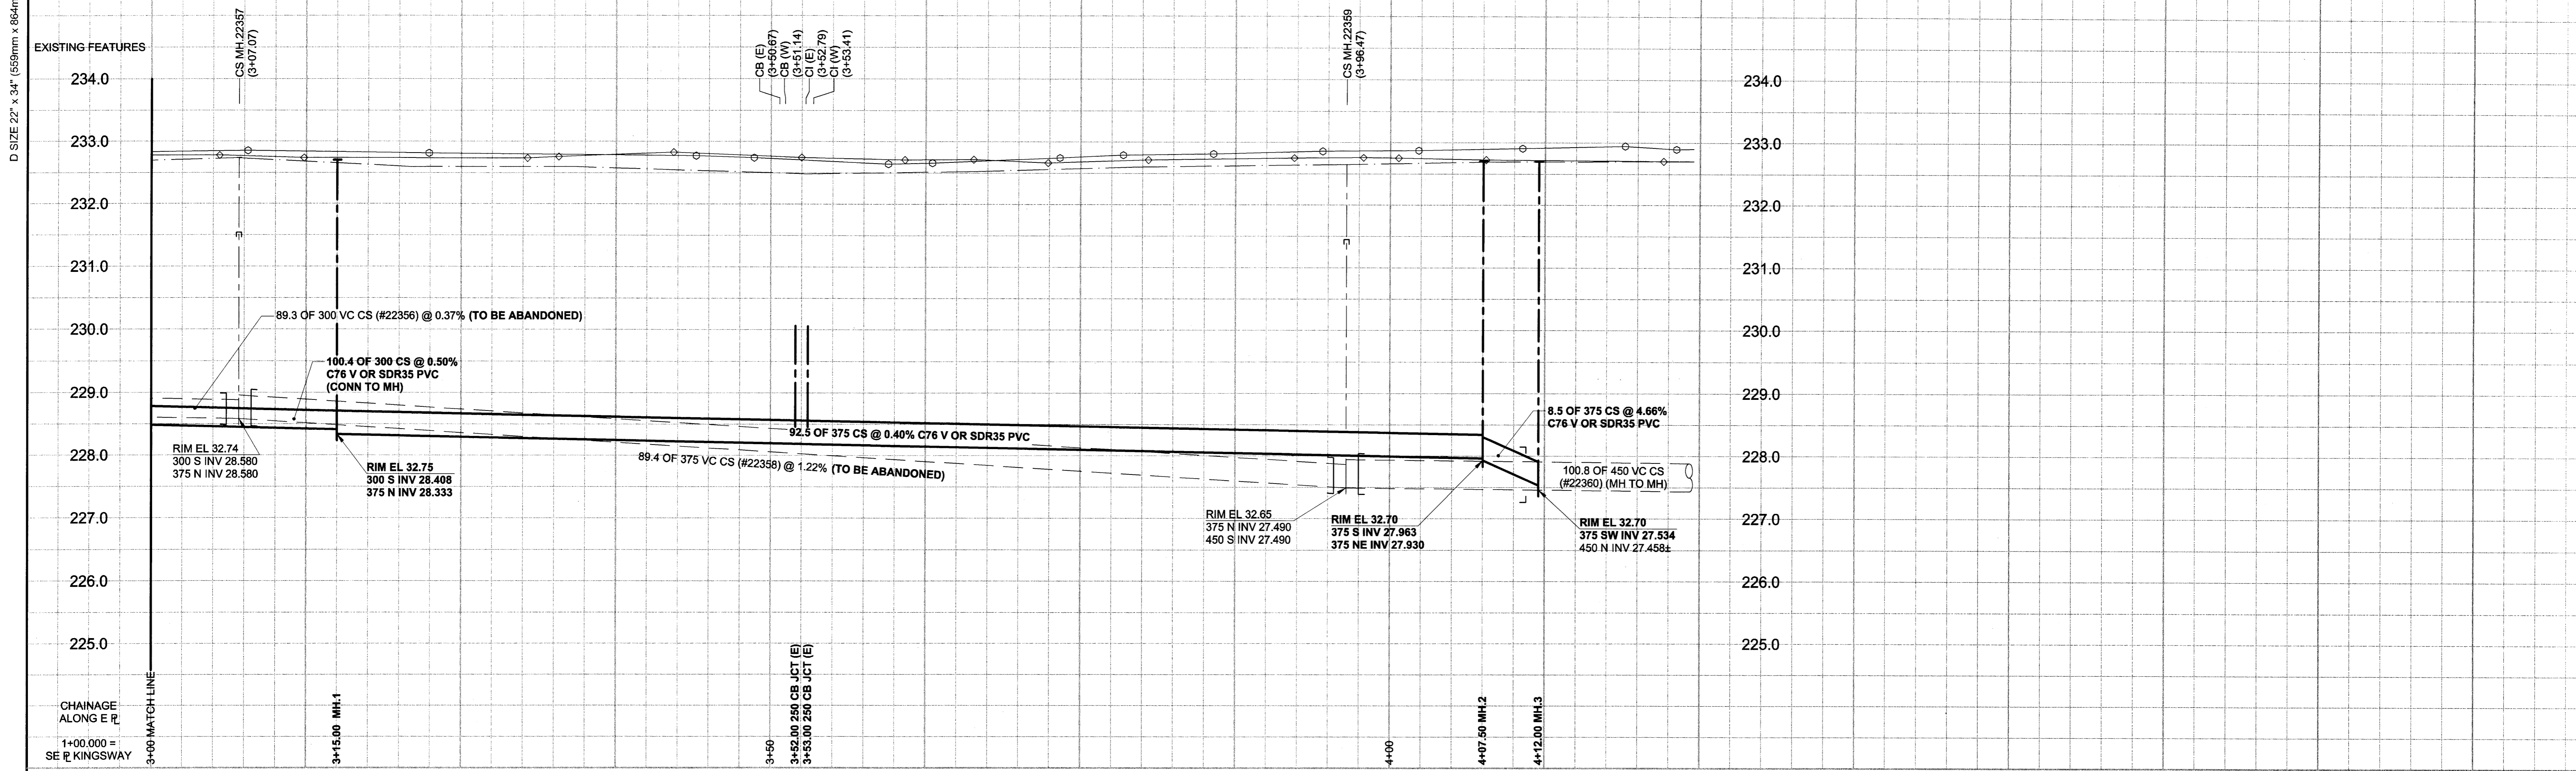 D SIZE 22" x 34" (559mm x 864m
EXISTING FEATURES
CS MH.22357
(3+07.07)
CB (E)
(3+50.67)
CB (W)
(3+51.14)
CI (E)
(3+52.79)
CI (W)
(3+53.41)
CS MH.22359
(3+96.47)
234.0
234.0
233.0
233.0
232.0
232.0
231.0
231.0
230.0
230.0
229.0
229.0
228.0
228.0
227.0
227.0
226.0
226.0
225.0
225.0
89.3 OF 300 VC CS (#22356) @ 0.37% (TO BE ABANDONED)
100.4 OF 300 CS @ 0.50%
C76 V OR SDR35 PVC
(CONN TO MH)
RIM EL 32.74
300 S INV 28.580
375 N INV 28.580
RIM EL 32.75
300 S INV 28.408
375 N INV 28.333
92.5 OF 375 CS @ 0.40% C76 V OR SDR35 PVC
89.4 OF 375 VC CS (#22358) @ 1.22% (TO BE ABANDONED)
8.5 OF 375 CS @ 4.66%
C76 V OR SDR35 PVC
100.8 OF 450 VC CS
(#22360) (MH TO MH)
RIM EL 32.65
375 N INV 27.490
450 S INV 27.490
RIM EL 32.70
375 S INV 27.963
375 NE INV 27.930
RIM EL 32.70
375 SW INV 27.534
450 N INV 27.458±
CHAINAGE
ALONG E PL
1+00.000 =
SE PL KINGSWAY
3+00 MATCH LINE
3+15.00 MH.1
3+50
3+52.00 250 CB JCT (E)
3+53.00 250 CB JCT (E)
4+00
4+07.50 MH.2
4+12.00 MH.3